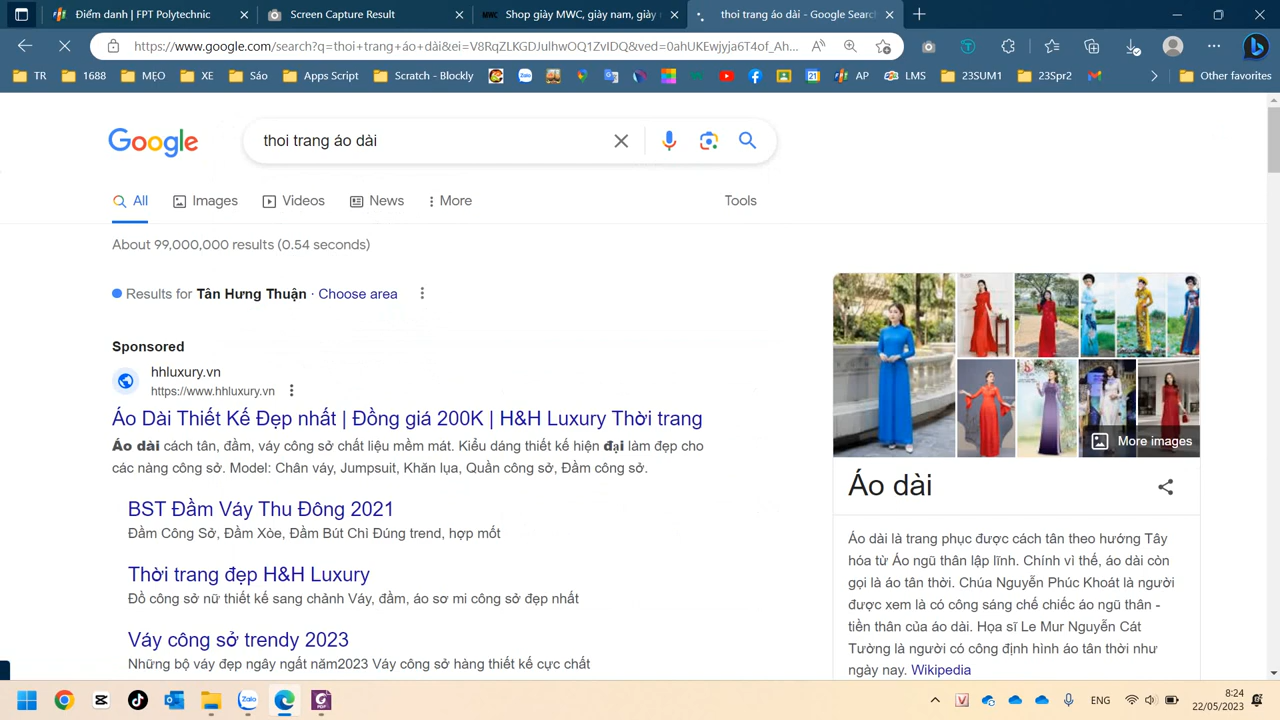 Điểm danh | FPT Polytechnic
Screen Capture Result
MWC Shop giày MWC, giày nam, giày
thoi trang áo dài - Google Search
https://www.google.com/search?q=thoi+trang+áo+dài&ei=V8RqZLKGDJulhwOQ1ZvIDQ&ved=0ahUKEwjyja6T4of_Ah...
TR
1688
MẸO
XE
Sáo
Apps Script
Scratch - Blockly
Zalo
AP
LMS
23SUM1
23Spr2
Other favorites
Google
thoi trang áo dài
All
Images
Videos
News
More
Tools
About 99,000,000 results (0.54 seconds)
Results for Tân Hưng Thuận · Choose area
Sponsored
hhluxury.vn
https://www.hhluxury.vn
Áo Dài Thiết Kế Đẹp nhất | Đồng giá 200K | H&H Luxury Thời trang
Áo dài cách tân, đầm, váy công sở chất liệu mềm mát. Kiểu dáng thiết kế hiện đại làm đẹp cho
các nàng công sở. Model: Chân váy, Jumpsuit, Khăn lụa, Quần công sở, Đầm công sở.
BST Đầm Váy Thu Đông 2021
Đầm Công Sở, Đầm Xòe, Đầm Bút Chì Đúng trend, hợp mốt
Thời trang đẹp H&H Luxury
Đồ công sở nữ thiết kế sang chảnh Váy, đầm, áo sơ mi công sở đẹp nhất
Váy công sở trendy 2023
Những bộ váy đẹp ngây ngất năm2023 Váy công sở hàng thiết kế cực chất
More images
Áo dài
Áo dài là trang phục được cách tân theo hướng Tây
hóa từ Áo ngũ thân lập lĩnh. Chính vì thế, áo dài còn
gọi là áo tân thời. Chúa Nguyễn Phúc Khoát là người
được xem là có công sáng chế chiếc áo ngũ thân -
tiền thân của áo dài. Họa sĩ Le Mur Nguyễn Cát
Tường là người có công định hình áo tân thời như
ngày nay. Wikipedia
Zalo
PDF
ENG
8:24
22/05/2023